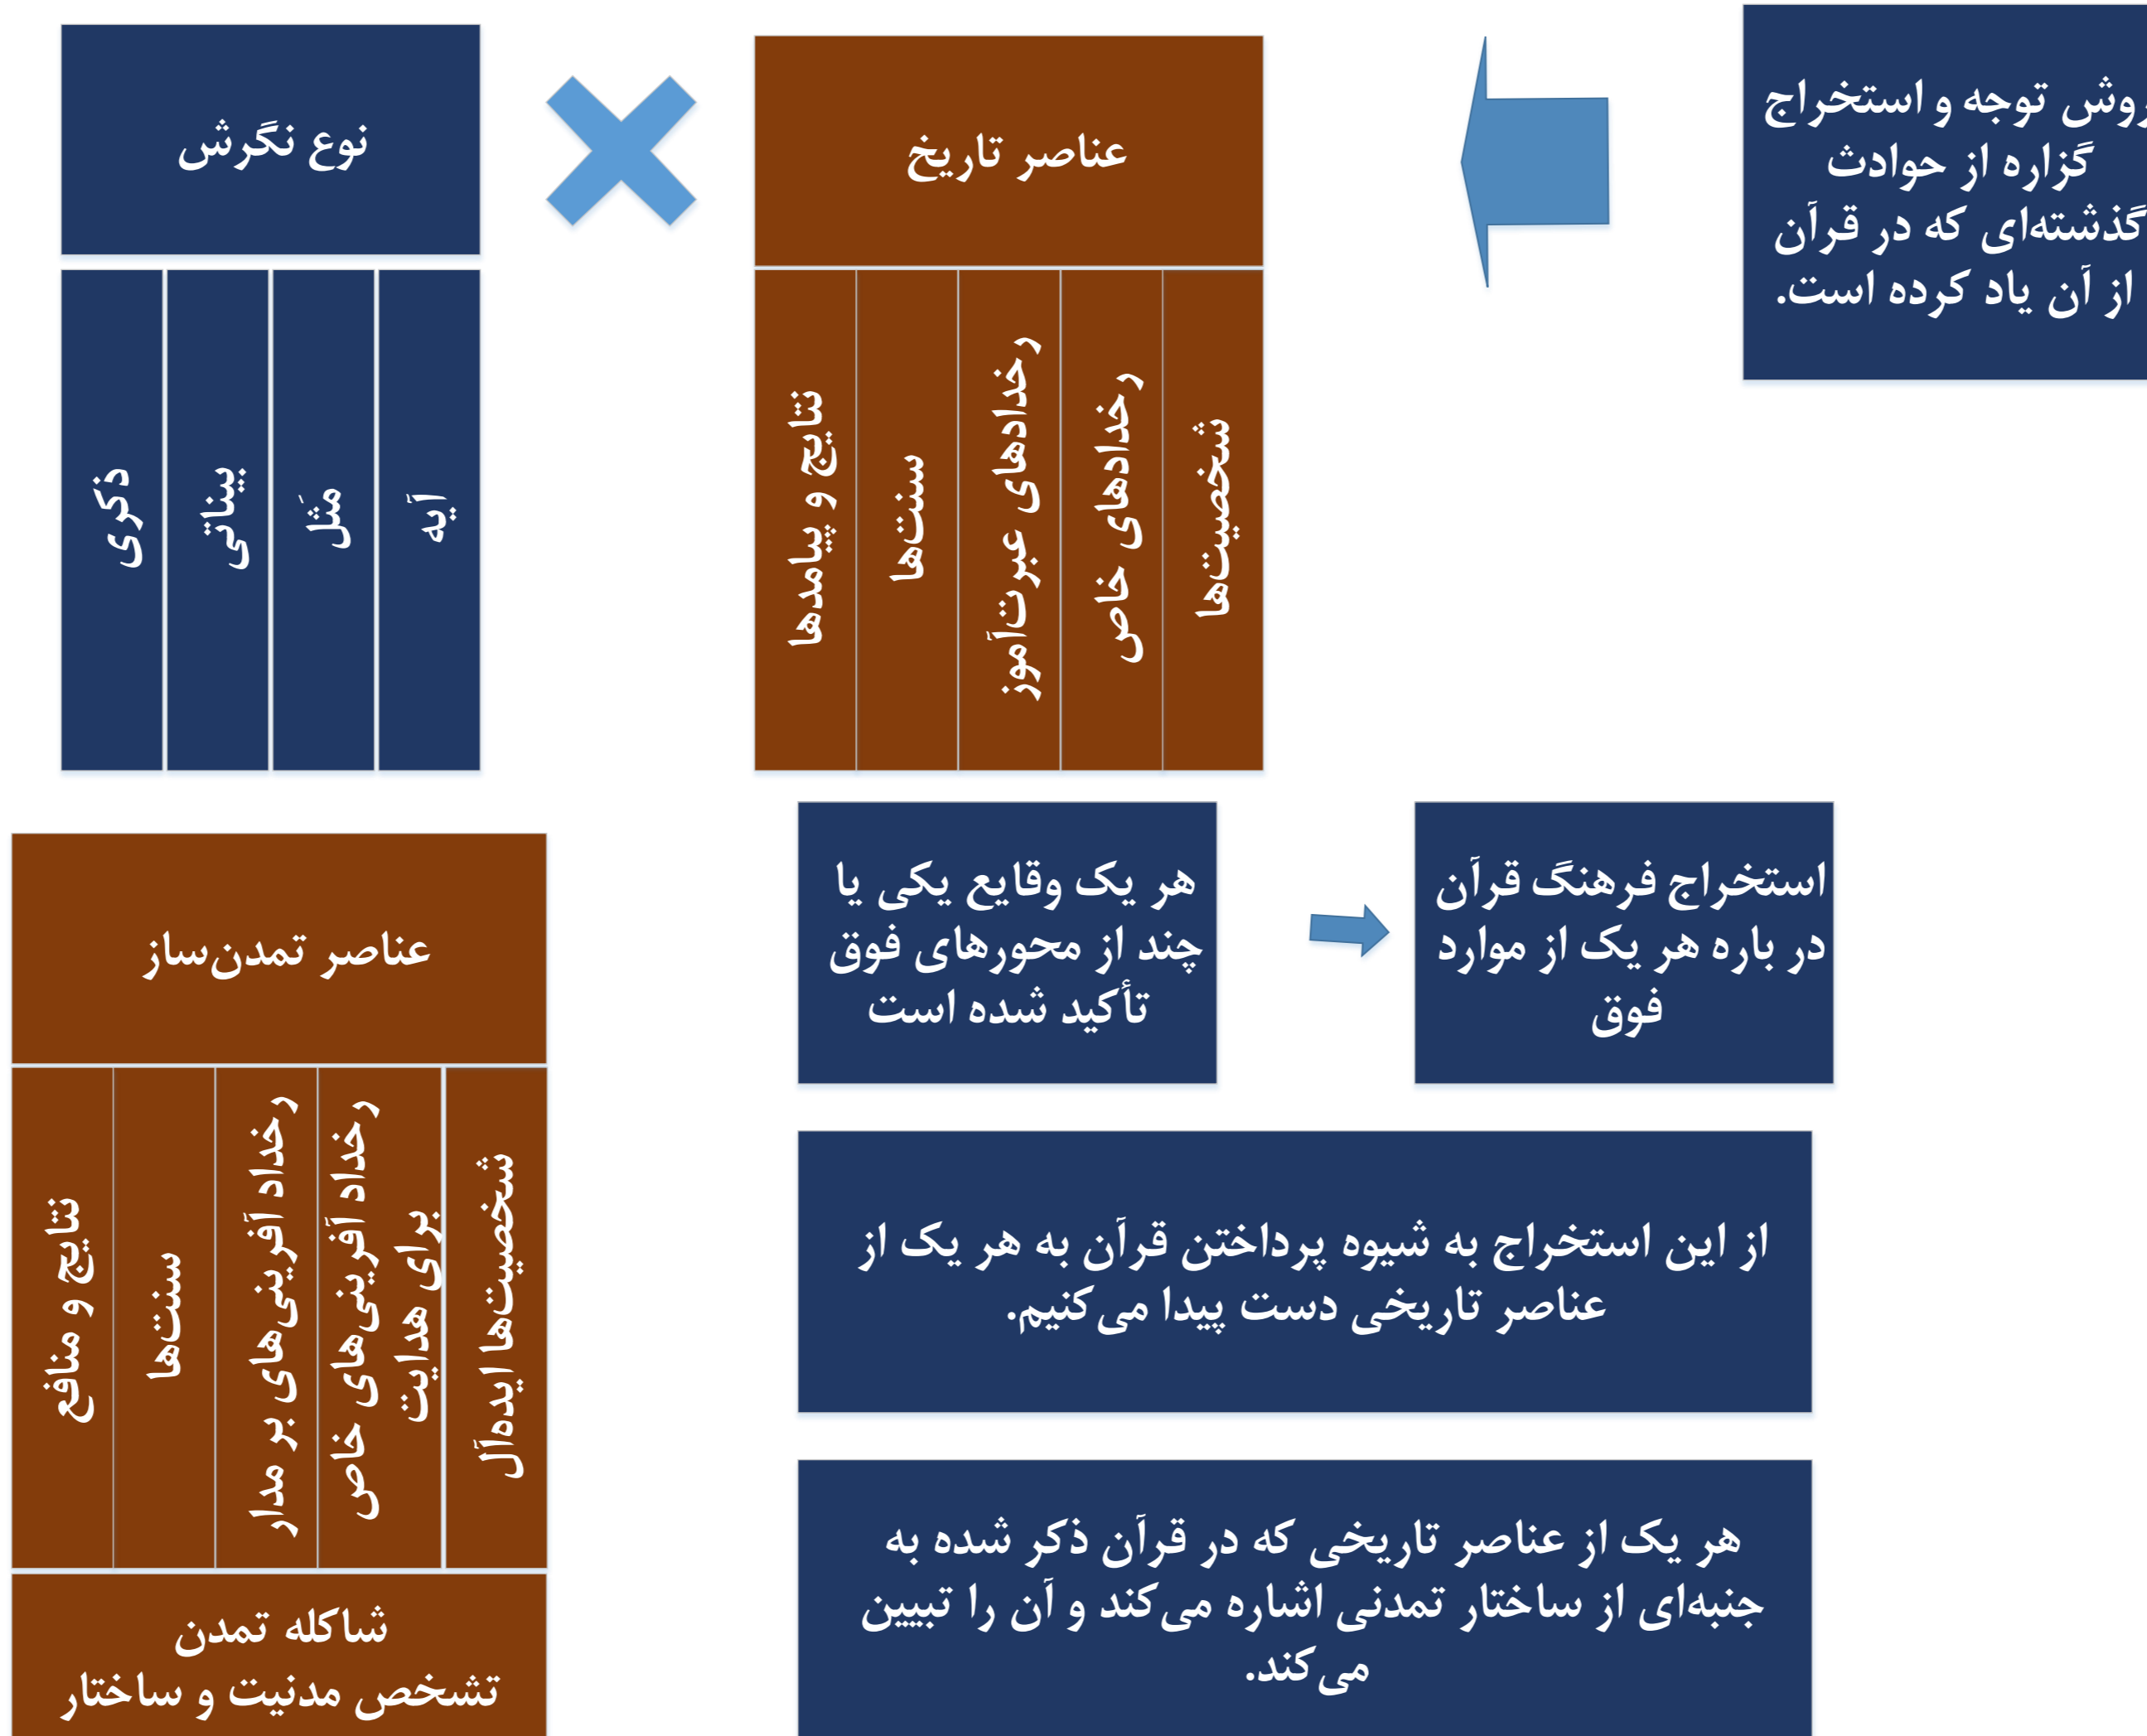 روش توجه و استخراج
گزاره از حوادث
گذشته‌ای که در قرآن
از آن یاد کرده است.
عناصر تاریخ
شخصیت‌ها
رخدادهای خاص
رخدادهای عبرت‌آموز
سنت‌ها
نتایج و پیامدها
نوع نگرش
آیه
مثل
بیناتی
ذکری
هر یک وقایع یکی یا
چند از محورهای فوق
تأکید شده است
استخراج فرهنگ قرآن
در باره هر یک از موارد
فوق
از این استخراج به شیوه پرداختن قرآن به هر یک از
عناصر تاریخی دست پیدا می‌کنیم.
هر یک از عناصر تاریخی که در قرآن ذکر شده به
جنبه‌ای از ساختار تمدنی اشاره می‌کند و آن را تبیین
می‌کند.
عناصر تمدن‌ساز
شخصیت‌ها ایده‌آل
رخداد آفرینی‌های خاص
برای هدایت
رخداد آفرینی‌های بر مدار
سنت‌ها
نتایج و منافع
شاکله تمدن
تشخص مدنیت و ساختار